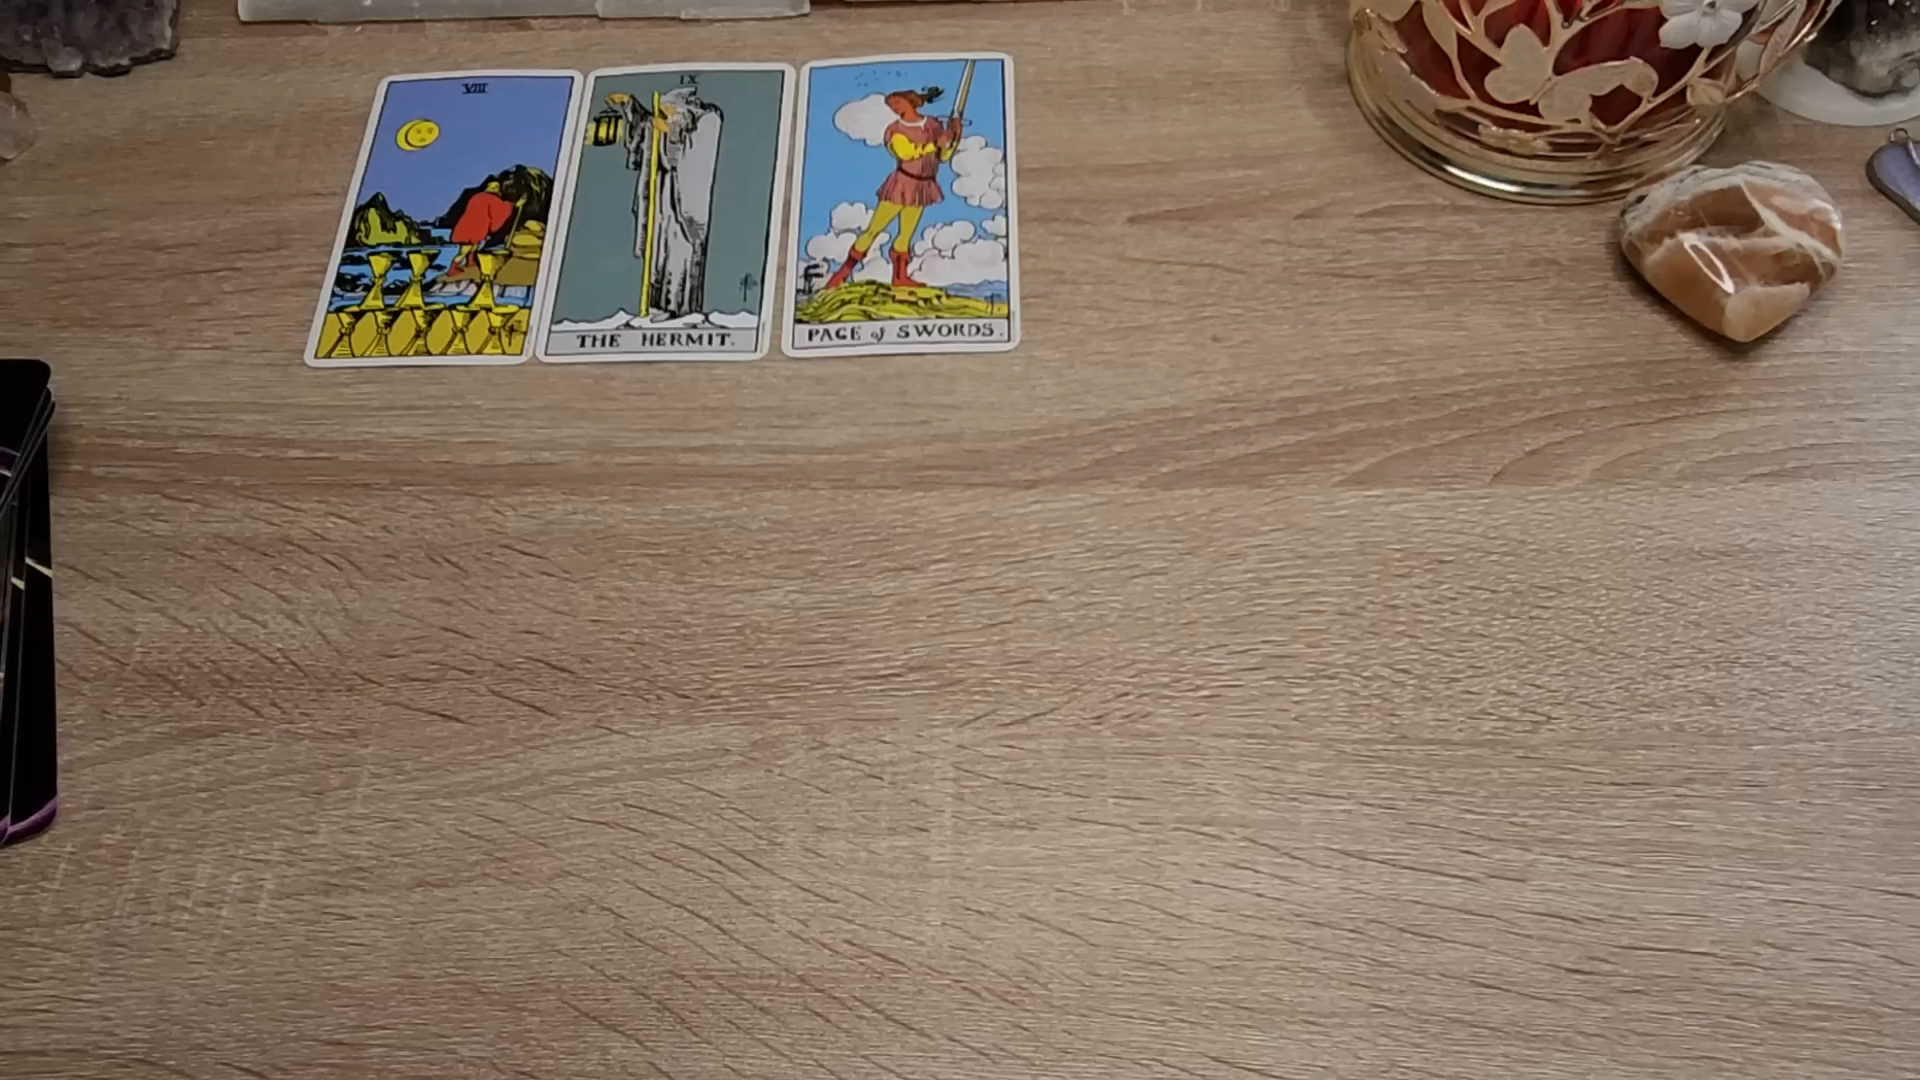 VIII
IX
THE HERMIT.
PAGE of SWORDS.